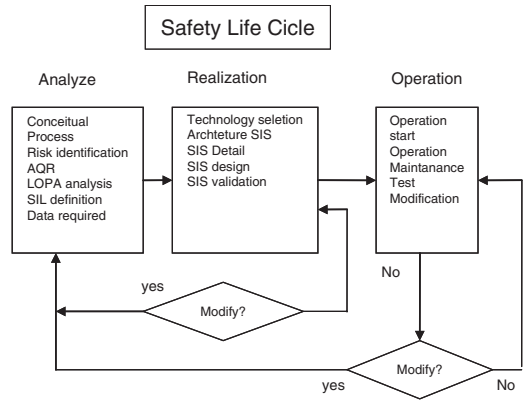 Safety Life Cicle
Analyze
Realization
Operation
Conceitual
Process
Risk identification
AQR
LOPA analysis
SIL definition
Data required
Technology seletion
Archteture SIS
SIS Detail
SIS design
SIS validation
Operation
start
Operation
Maintanance
Test
Modification
No
yes
Modify?
Modify?
yes
No